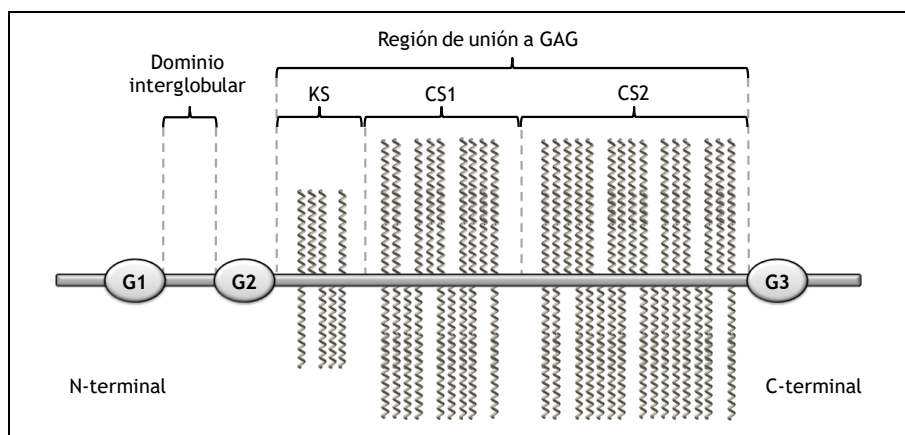 Región de unión a GAG
Dominio
interglobular
KS
CS1
CS2
G1
G2
G3
N-terminal
C-terminal